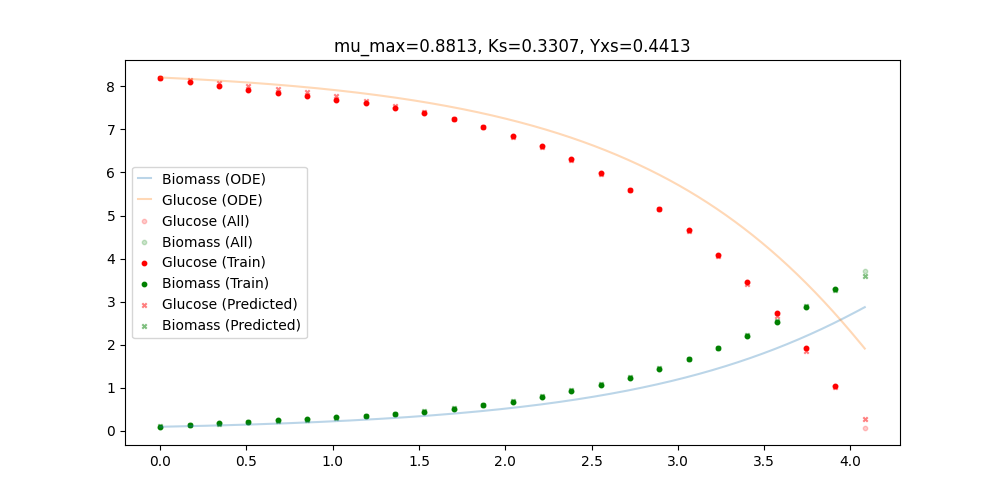 mu_max=0.8813, Ks=0.3307, Yxs=0.4413
8
7
6
5
4
3
2
1
0
Biomass (ODE)
Glucose (ODE)
Glucose (All)
Biomass (All)
Glucose (Train)
Biomass (Train)
Glucose (Predicted)
Biomass (Predicted)
0.0 0.5 1.0 1.5 2.0 2.5 3.0 3.5 4.0